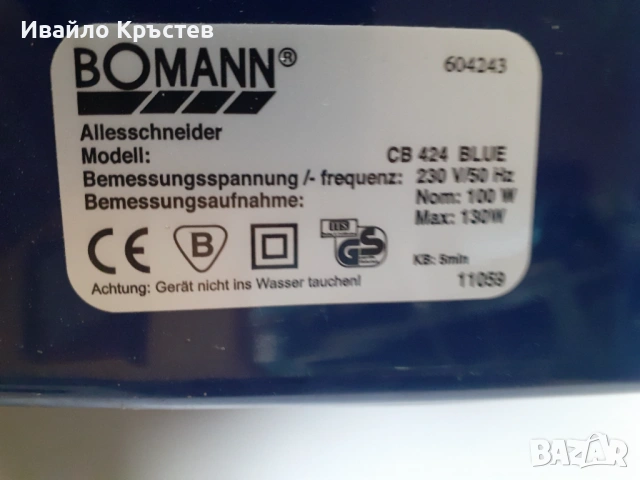 Ивайло Кръстев
BOMANN®
604243
Allesschneider
Modell: CB 424 BLUE
Bemessungsspannung /- frequenz: 230 V/50 Hz
Bemessungsaufnahme: Nom: 100 W
Max: 130W
CE B GS
KB: 5min
11059
Achtung: Gerät nicht ins Wasser tauchen!
BAZAR